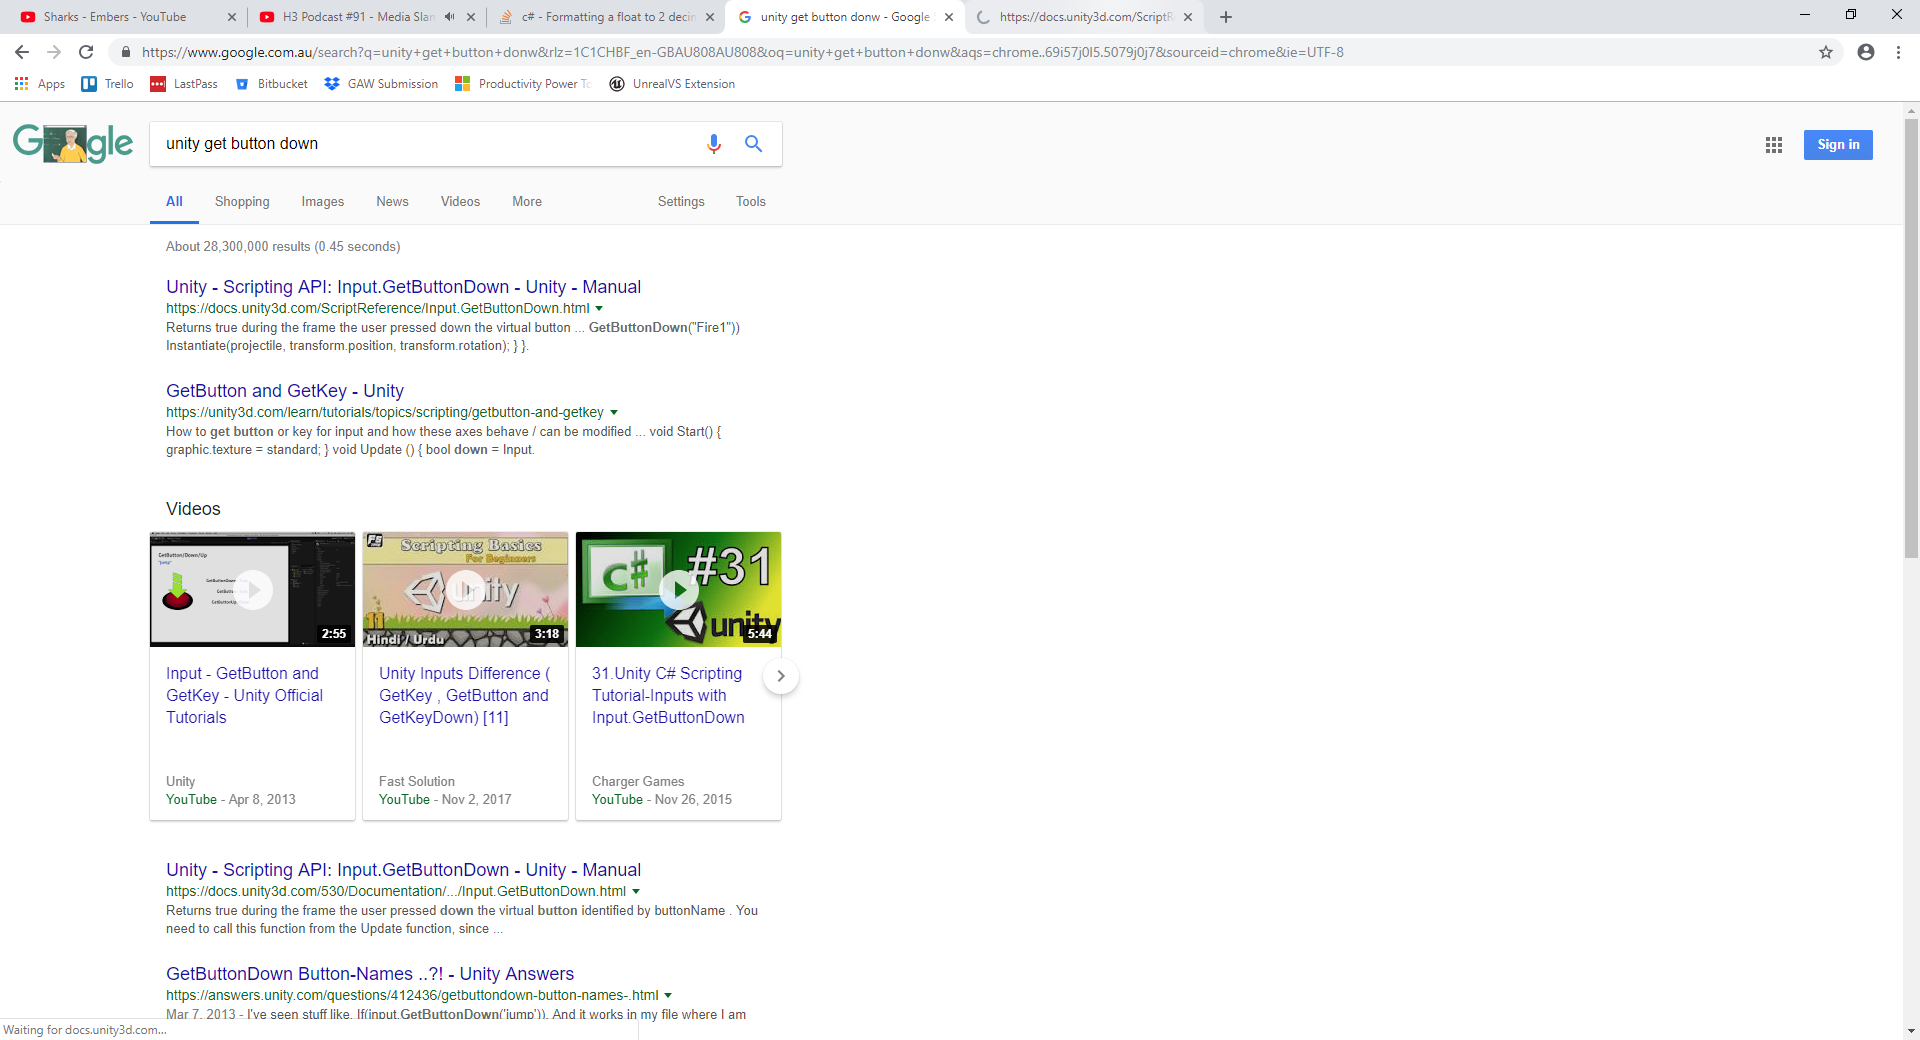 Sharks - Embers - YouTube
H3 Podcast #91 - Media Slan
c# - Formatting a float to 2 decin
unity get button donw - Google
https://docs.unity3d.com/ScriptR
https://www.google.com.au/search?q=unity+get+button+donw&rlz=1C1CHBF_en-GBAU808AU808&oq=unity+get+button+donw&aqs=chrome..69i57j0l5.5079j0j7&sourceid=chrome&ie=UTF-8
Apps Trello LastPass Bitbucket GAW Submission Productivity Power To UnrealVS Extension
Google
unity get button down
Sign in
All Shopping Images News Videos More Settings Tools
About 28,300,000 results (0.45 seconds)
Unity - Scripting API: Input.GetButtonDown - Unity - Manual
https://docs.unity3d.com/ScriptReference/Input.GetButtonDown.html
Returns true during the frame the user pressed down the virtual button ... GetButtonDown("Fire1"))
Instantiate(projectile, transform.position, transform.rotation); } }.
GetButton and GetKey - Unity
https://unity3d.com/learn/tutorials/topics/scripting/getbutton-and-getkey
How to get button or key for input and how these axes behave / can be modified ... void Start() {
graphic.texture = standard; } void Update () { bool down = Input.
Videos
GetButton/Down/Up
"jump"
2:55
Scripting Basics
For Beginners
unity
11
Hindi / Urdu
3:18
C#
#31
unity
5:44
Input - GetButton and
GetKey - Unity Official
Tutorials
Unity
YouTube - Apr 8, 2013
Unity Inputs Difference (
GetKey , GetButton and
GetKeyDown) [11]
Fast Solution
YouTube - Nov 2, 2017
31.Unity C# Scripting
Tutorial-Inputs with
Input.GetButtonDown
Charger Games
YouTube - Nov 26, 2015
Unity - Scripting API: Input.GetButtonDown - Unity - Manual
https://docs.unity3d.com/530/Documentation/.../Input.GetButtonDown.html
Returns true during the frame the user pressed down the virtual button identified by buttonName . You
need to call this function from the Update function, since ...
GetButtonDown Button-Names ..?! - Unity Answers
https://answers.unity.com/questions/412436/getbuttondown-button-names-.html
Mar 7, 2013 - I've seen stuff like. If(input.GetButtonDown('jump')). And it works in my file where I am
Waiting for docs.unity3d.com...